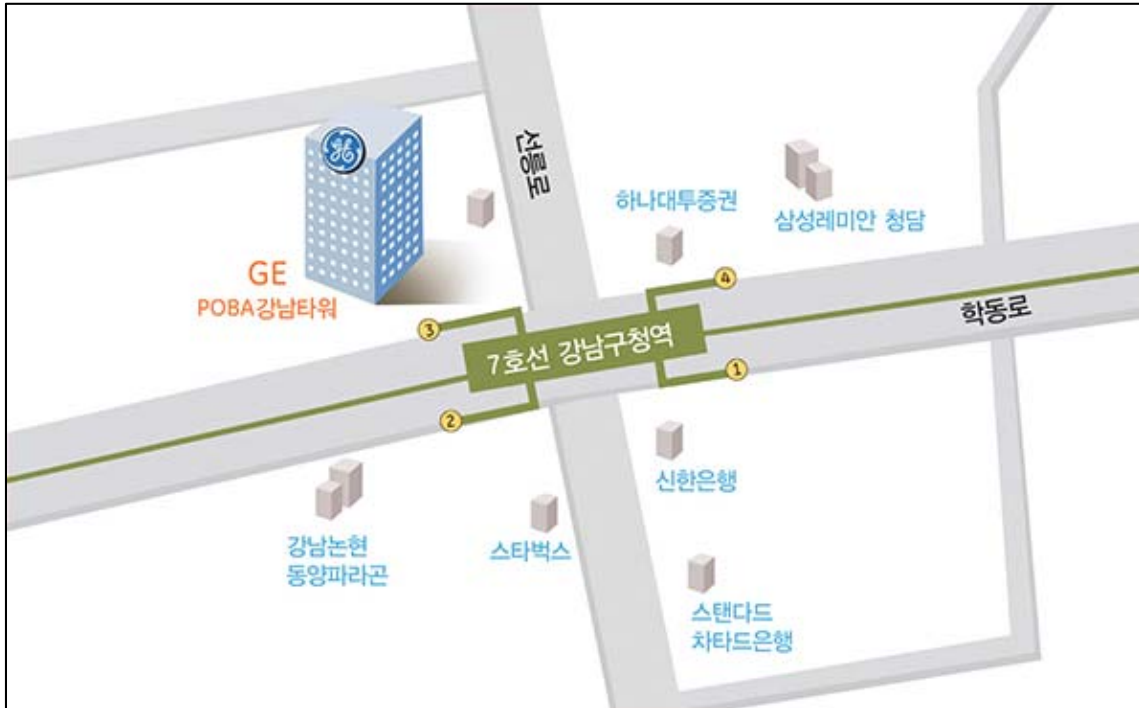 선릉로
하나대투증권
삼성레미안 청담
GE
POBA강남타워
④
③
학동로
7호선 강남구청역
①
②
신한은행
강남논현
동양파라곤
스타벅스
스탠다드
차타드은행